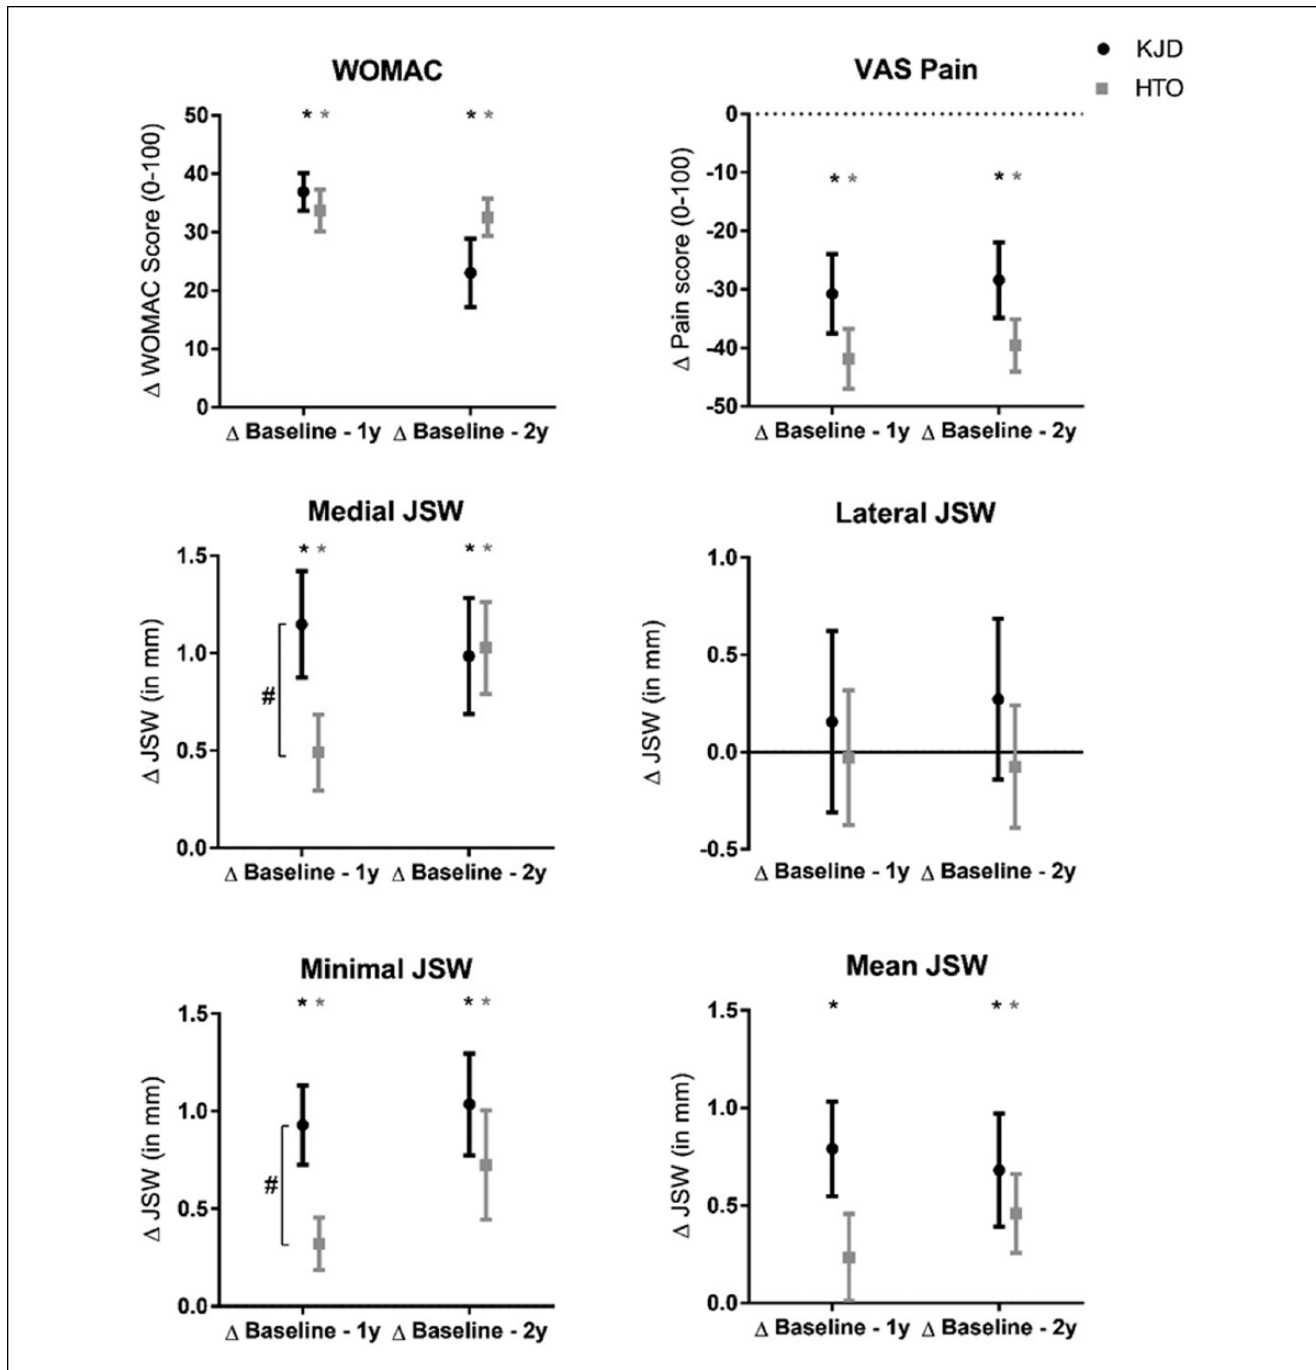 KJD
HTO
WOMAC
* * * *
50
40
30
20
10
0
Δ WOMAC Score (0-100)
Δ Baseline - 1y Δ Baseline - 2y
VAS Pain
0
-10
-20
-30
-40
-50
* * * *
Δ Pain score (0-100)
Δ Baseline - 1y Δ Baseline - 2y
Medial JSW
* * * *
1.5
1.0
0.5
0.0
Δ JSW (in mm)
#
Δ Baseline - 1y Δ Baseline - 2y
Lateral JSW
1.0
0.5
0.0
-0.5
Δ JSW (in mm)
Δ Baseline - 1y Δ Baseline - 2y
Minimal JSW
* * * *
1.5
1.0
0.5
0.0
Δ JSW (in mm)
#
Δ Baseline - 1y Δ Baseline - 2y
Mean JSW
* * *
1.5
1.0
0.5
0.0
Δ JSW (in mm)
Δ Baseline - 1y Δ Baseline - 2y